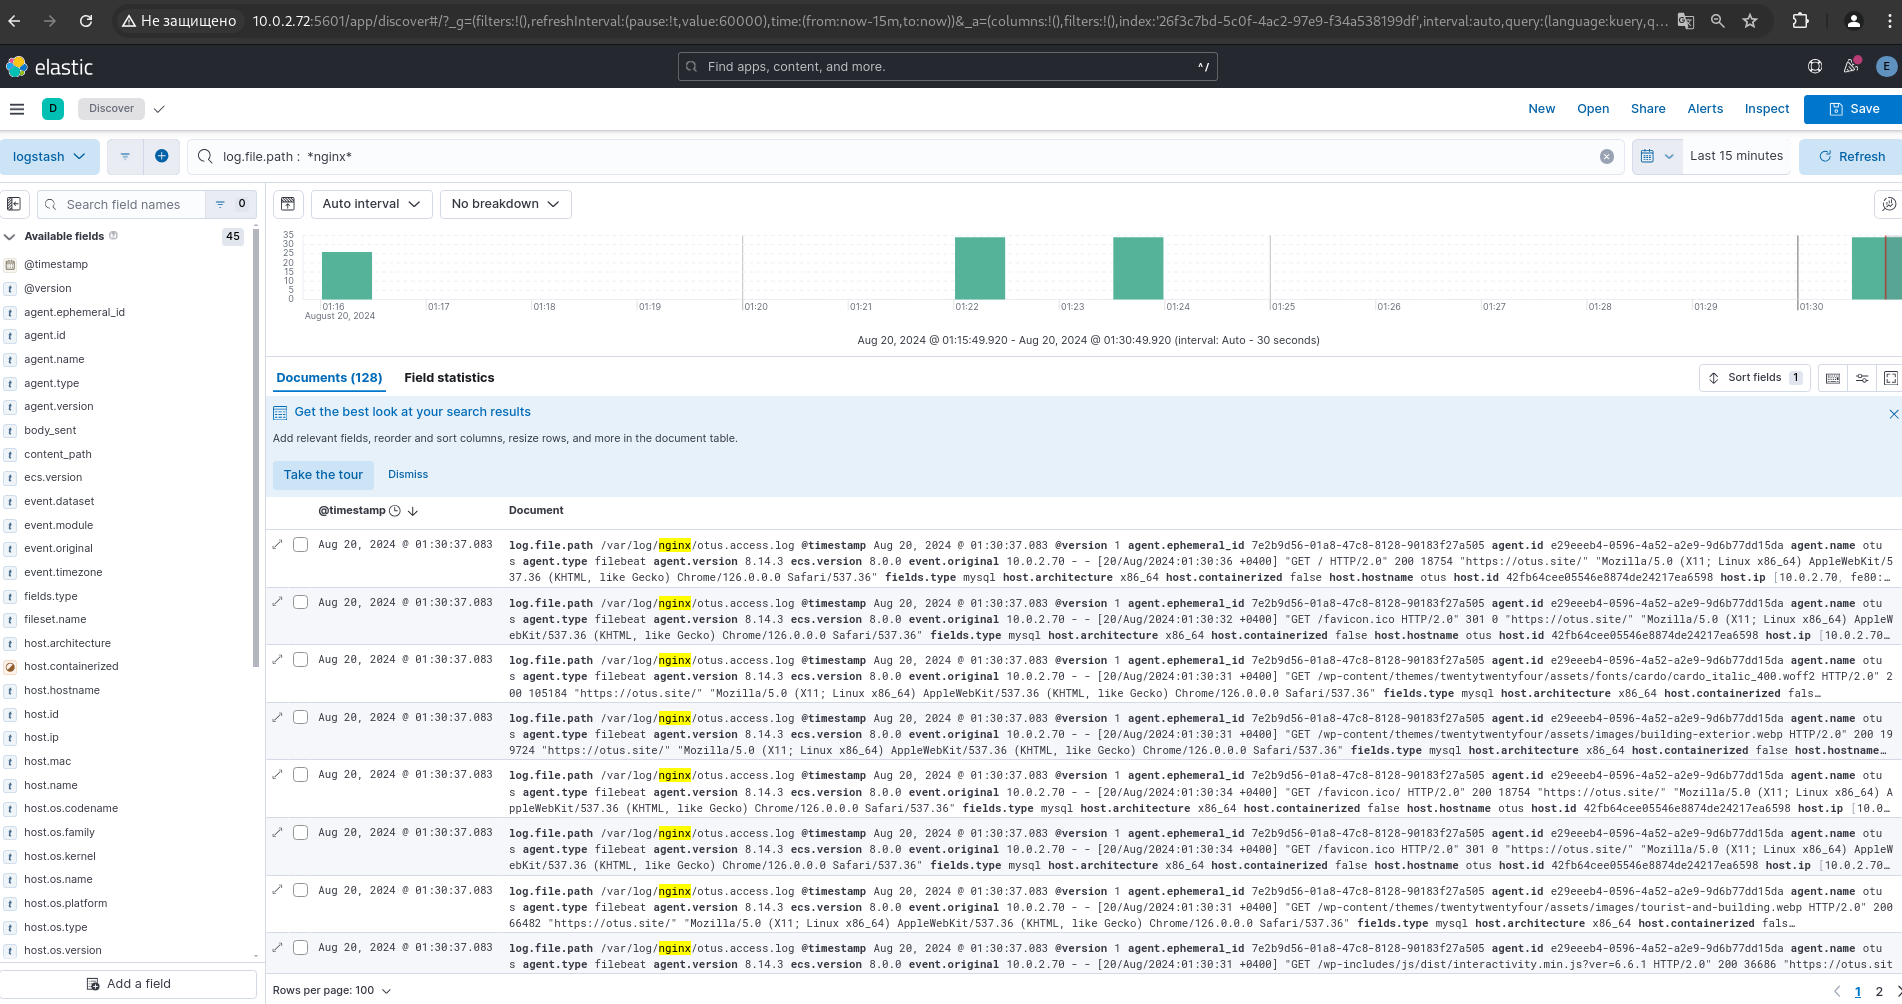 Не защищено 10.0.2.72:5601/app/discover#/?_g=(filters:!(),refreshInterval:(pause:!t,value:60000),time:(from:now-15m,to:now))&_a=(columns:!(),filters:!(),index:'26f3c7bd-5c0f-4ac2-97e9-f34a538199df',interval:auto,query:(language:kuery,q...
elastic
Find apps, content, and more.
^/
E
D
Discover
New
Open
Share
Alerts
Inspect
Save
logstash
log.file.path : *nginx*
Last 15 minutes
Refresh
Search field names
0
Auto interval
No breakdown
Available fields
45
@timestamp
@version
agent.ephemeral_id
agent.id
agent.name
agent.type
agent.version
body_sent
content_path
ecs.version
event.dataset
event.module
event.original
event.timezone
fields.type
fileset.name
host.architecture
host.containerized
host.hostname
host.id
host.ip
host.mac
host.name
host.os.codename
host.os.family
host.os.kernel
host.os.name
host.os.platform
host.os.type
host.os.version
Add a field
35
30
25
20
15
10
5
0
01:16
01:17
01:18
01:19
01:20
01:21
01:22
01:23
01:24
01:25
01:26
01:27
01:28
01:29
01:30
August 20, 2024
Aug 20, 2024 @ 01:15:49.920 - Aug 20, 2024 @ 01:30:49.920 (interval: Auto - 30 seconds)
Documents (128)
Field statistics
Sort fields 1
Get the best look at your search results
Add relevant fields, reorder and sort columns, resize rows, and more in the document table.
Take the tour
Dismiss
@timestamp
Document
Aug 20, 2024 @ 01:30:37.083
log.file.path /var/log/nginx/otus.access.log @timestamp Aug 20, 2024 @ 01:30:37.083 @version 1 agent.ephemeral_id 7e2b9d56-01a8-47c8-8128-90183f27a505 agent.id e29eeeb4-0596-4a52-a2e9-9d6b77dd15da agent.name otu
s agent.type filebeat agent.version 8.14.3 ecs.version 8.0.0 event.original 10.0.2.70 - - [20/Aug/2024:01:30:36 +0400] "GET / HTTP/2.0" 200 18754 "https://otus.site/" "Mozilla/5.0 (X11; Linux x86_64) AppleWebKit/5
37.36 (KHTML, like Gecko) Chrome/126.0.0.0 Safari/537.36" fields.type mysql host.architecture x86_64 host.containerized false host.hostname otus host.id 42fb64cee05546e8874de24217ea6598 host.ip [10.0.2.70, fe80:...
Aug 20, 2024 @ 01:30:37.083
log.file.path /var/log/nginx/otus.access.log @timestamp Aug 20, 2024 @ 01:30:37.083 @version 1 agent.ephemeral_id 7e2b9d56-01a8-47c8-8128-90183f27a505 agent.id e29eeeb4-0596-4a52-a2e9-9d6b77dd15da agent.name otu
s agent.type filebeat agent.version 8.14.3 ecs.version 8.0.0 event.original 10.0.2.70 - - [20/Aug/2024:01:30:32 +0400] "GET /favicon.ico HTTP/2.0" 301 0 "https://otus.site/" "Mozilla/5.0 (X11; Linux x86_64) AppleW
ebKit/537.36 (KHTML, like Gecko) Chrome/126.0.0.0 Safari/537.36" fields.type mysql host.architecture x86_64 host.containerized false host.hostname otus host.id 42fb64cee05546e8874de24217ea6598 host.ip [10.0.2.70...
Aug 20, 2024 @ 01:30:37.083
log.file.path /var/log/nginx/otus.access.log @timestamp Aug 20, 2024 @ 01:30:37.083 @version 1 agent.ephemeral_id 7e2b9d56-01a8-47c8-8128-90183f27a505 agent.id e29eeeb4-0596-4a52-a2e9-9d6b77dd15da agent.name otu
s agent.type filebeat agent.version 8.14.3 ecs.version 8.0.0 event.original 10.0.2.70 - - [20/Aug/2024:01:30:31 +0400] "GET /wp-content/themes/twentytwentyfour/assets/fonts/cardo/cardo_italic_400.woff2 HTTP/2.0" 2
00 105184 "https://otus.site/" "Mozilla/5.0 (X11; Linux x86_64) AppleWebKit/537.36 (KHTML, like Gecko) Chrome/126.0.0.0 Safari/537.36" fields.type mysql host.architecture x86_64 host.containerized fals...
Aug 20, 2024 @ 01:30:37.083
log.file.path /var/log/nginx/otus.access.log @timestamp Aug 20, 2024 @ 01:30:37.083 @version 1 agent.ephemeral_id 7e2b9d56-01a8-47c8-8128-90183f27a505 agent.id e29eeeb4-0596-4a52-a2e9-9d6b77dd15da agent.name otu
s agent.type filebeat agent.version 8.14.3 ecs.version 8.0.0 event.original 10.0.2.70 - - [20/Aug/2024:01:30:31 +0400] "GET /wp-content/themes/twentytwentyfour/assets/images/building-exterior.webp HTTP/2.0" 200 19
9724 "https://otus.site/" "Mozilla/5.0 (X11; Linux x86_64) AppleWebKit/537.36 (KHTML, like Gecko) Chrome/126.0.0.0 Safari/537.36" fields.type mysql host.architecture x86_64 host.containerized false host.hostname...
Aug 20, 2024 @ 01:30:37.083
log.file.path /var/log/nginx/otus.access.log @timestamp Aug 20, 2024 @ 01:30:37.083 @version 1 agent.ephemeral_id 7e2b9d56-01a8-47c8-8128-90183f27a505 agent.id e29eeeb4-0596-4a52-a2e9-9d6b77dd15da agent.name otu
s agent.type filebeat agent.version 8.14.3 ecs.version 8.0.0 event.original 10.0.2.70 - - [20/Aug/2024:01:30:34 +0400] "GET /favicon.ico/ HTTP/2.0" 200 18754 "https://otus.site/" "Mozilla/5.0 (X11; Linux x86_64) A
ppleWebKit/537.36 (KHTML, like Gecko) Chrome/126.0.0.0 Safari/537.36" fields.type mysql host.architecture x86_64 host.containerized false host.hostname otus host.id 42fb64cee05546e8874de24217ea6598 host.ip [10.0...
Aug 20, 2024 @ 01:30:37.083
log.file.path /var/log/nginx/otus.access.log @timestamp Aug 20, 2024 @ 01:30:37.083 @version 1 agent.ephemeral_id 7e2b9d56-01a8-47c8-8128-90183f27a505 agent.id e29eeeb4-0596-4a52-a2e9-9d6b77dd15da agent.name otu
s agent.type filebeat agent.version 8.14.3 ecs.version 8.0.0 event.original 10.0.2.70 - - [20/Aug/2024:01:30:34 +0400] "GET /favicon.ico HTTP/2.0" 301 0 "https://otus.site/" "Mozilla/5.0 (X11; Linux x86_64) AppleW
ebKit/537.36 (KHTML, like Gecko) Chrome/126.0.0.0 Safari/537.36" fields.type mysql host.architecture x86_64 host.containerized false host.hostname otus host.id 42fb64cee05546e8874de24217ea6598 host.ip [10.0.2.70...
Aug 20, 2024 @ 01:30:37.083
log.file.path /var/log/nginx/otus.access.log @timestamp Aug 20, 2024 @ 01:30:37.083 @version 1 agent.ephemeral_id 7e2b9d56-01a8-47c8-8128-90183f27a505 agent.id e29eeeb4-0596-4a52-a2e9-9d6b77dd15da agent.name otu
s agent.type filebeat agent.version 8.14.3 ecs.version 8.0.0 event.original 10.0.2.70 - - [20/Aug/2024:01:30:31 +0400] "GET /wp-content/themes/twentytwentyfour/assets/images/tourist-and-building.webp HTTP/2.0" 200
66482 "https://otus.site/" "Mozilla/5.0 (X11; Linux x86_64) AppleWebKit/537.36 (KHTML, like Gecko) Chrome/126.0.0.0 Safari/537.36" fields.type mysql host.architecture x86_64 host.containerized fals...
Aug 20, 2024 @ 01:30:37.083
log.file.path /var/log/nginx/otus.access.log @timestamp Aug 20, 2024 @ 01:30:37.083 @version 1 agent.ephemeral_id 7e2b9d56-01a8-47c8-8128-90183f27a505 agent.id e29eeeb4-0596-4a52-a2e9-9d6b77dd15da agent.name otu
s agent.type filebeat agent.version 8.14.3 ecs.version 8.0.0 event.original 10.0.2.70 - - [20/Aug/2024:01:30:31 +0400] "GET /wp-includes/js/dist/interactivity.min.js?ver=6.6.1 HTTP/2.0" 200 36686 "https://otus.sit
Rows per page: 100
1 2